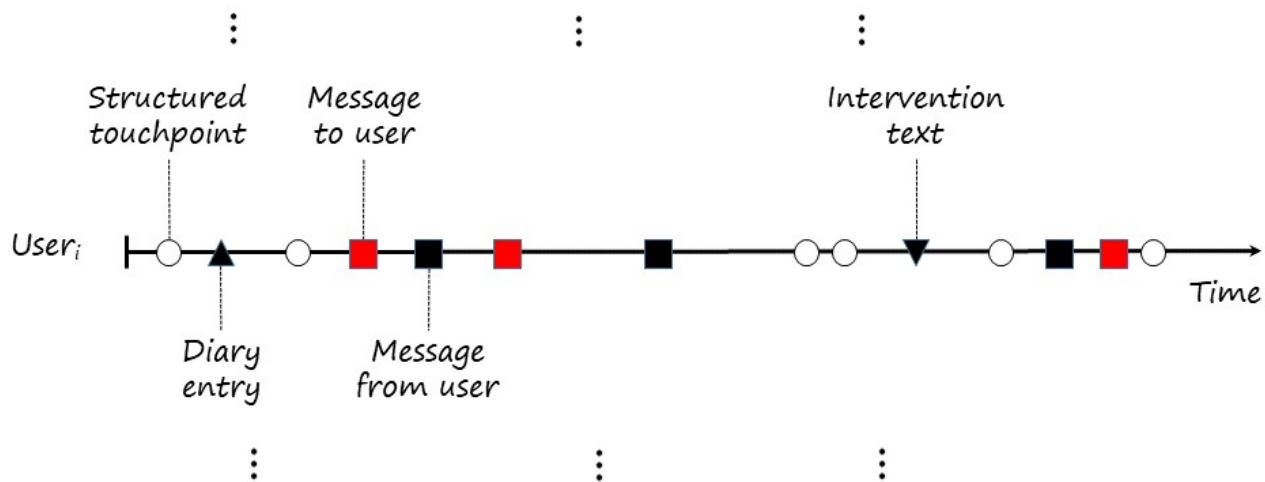 Structured
touchpoint
Message
to user
Intervention
text
Userᵢ
Time
Diary
entry
Message
from user